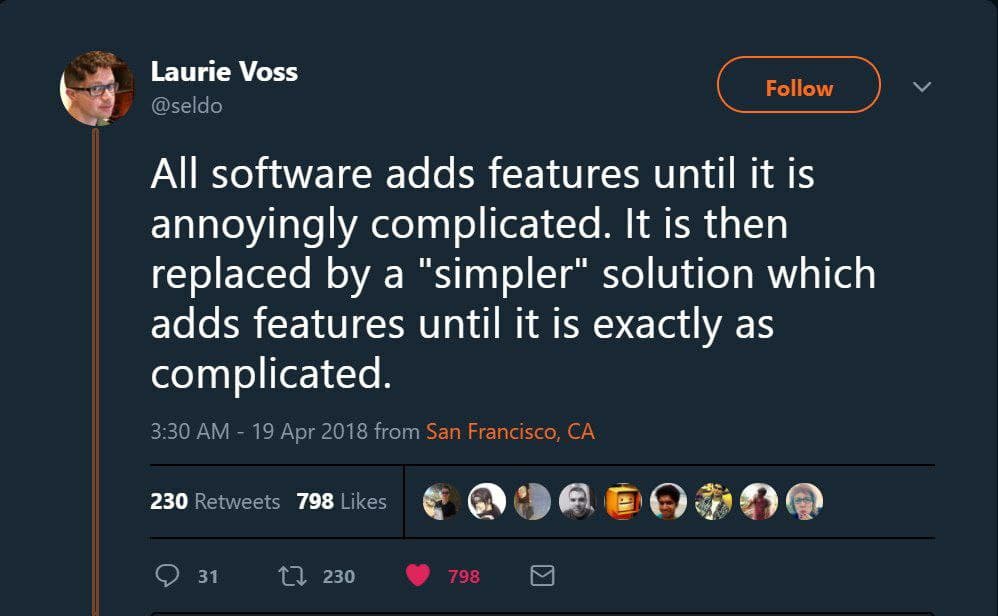 Laurie Voss
@seldo
Follow
All software adds features until it is
annoyingly complicated. It is then
replaced by a "simpler" solution which
adds features until it is exactly as
complicated.
3:30 AM - 19 Apr 2018 from San Francisco, CA
230 Retweets 798 Likes
31 230 798